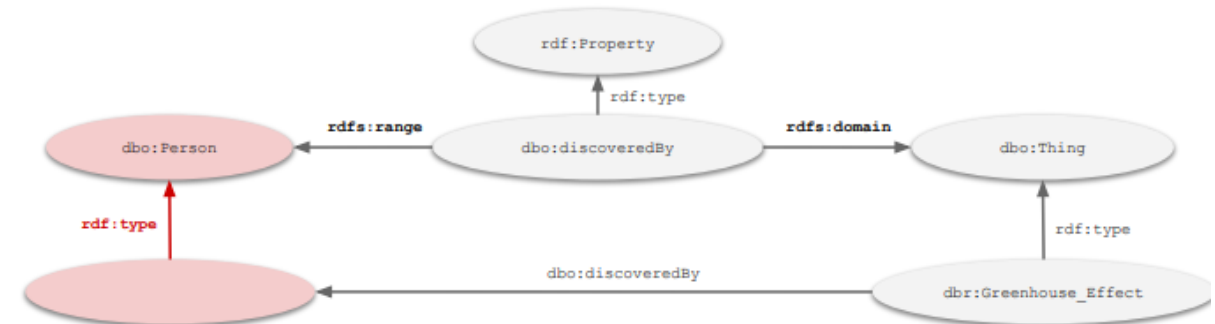 rdf:Property
rdf:type
rdfs:range
rdfs:domain
dbo:Person
dbo:discoveredBy
dbo:Thing
rdf:type
rdf:type
dbo:discoveredBy
dbr:Greenhouse_Effect